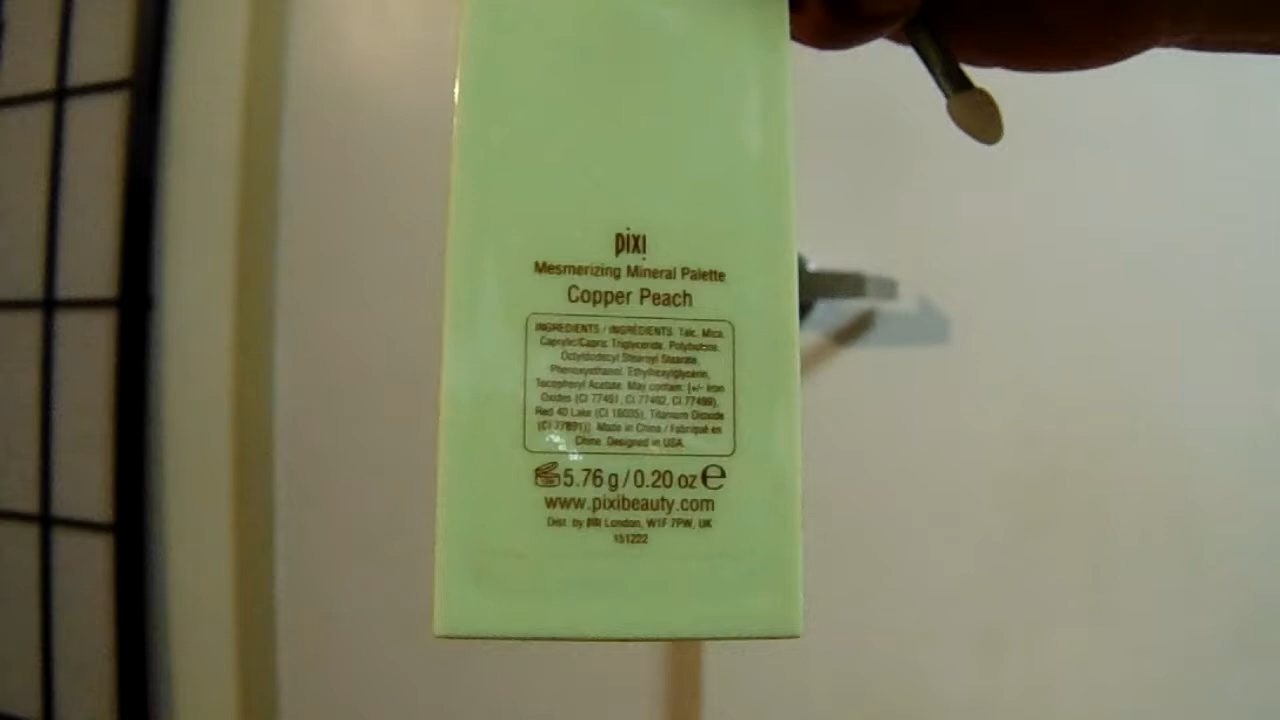 pixi
Mesmerizing Mineral Palette
Copper Peach
INGREDIENTS / INGRÉDIENTS: Talc, Mica,
Caprylic/Capric Triglyceride, Polybutene,
Octyldodecyl Stearoyl Stearate,
Phenoxyethanol, Ethylhexylglycerin,
Tocopheryl Acetate. May contain: [+/- Iron
Oxides (CI 77491, CI 77492, CI 77499),
Red 40 Lake (CI 16035), Titanium Dioxide
(CI 77891)]. Made in China / Fabriqué en
Chine. Designed in USA.
5.76 g / 0.20 oz e
www.pixibeauty.com
Dist. by pixi London, W1F 7PW, UK
151222